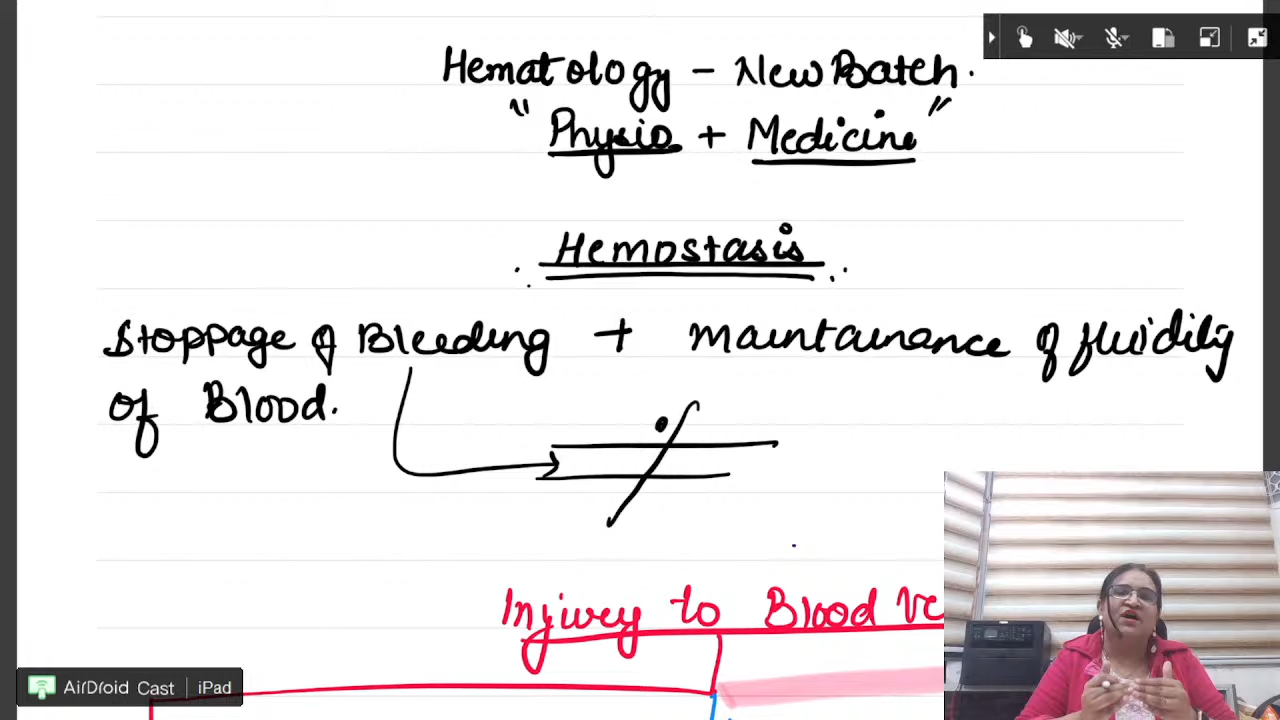 Hematology - New Batch.
"Physio + Medicine"
Hemostasis
Stoppage of Bleeding + maintainance of fluidility
of Blood.
Injury to Blood Ve
AirDroid Cast | iPad